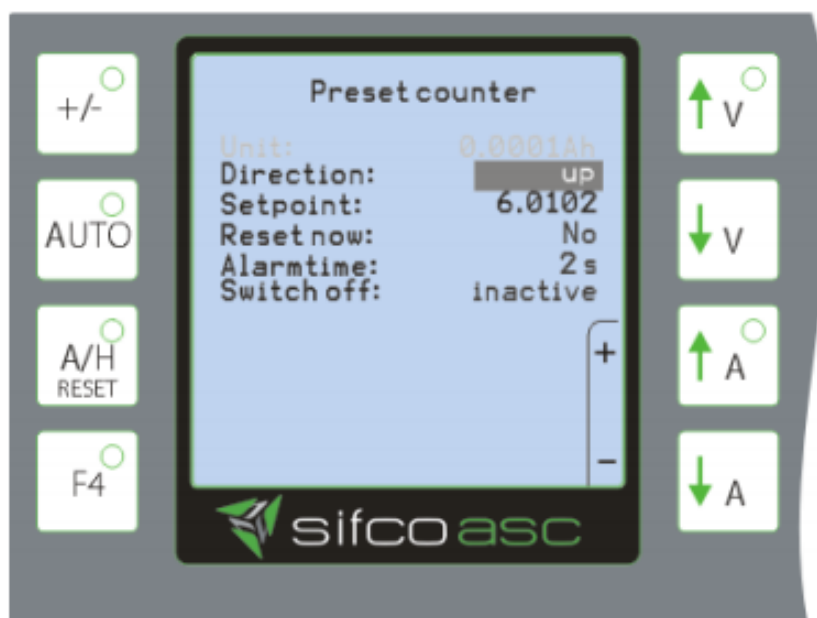 +/-
AUTO
A/H
RESET
F4
Preset counter
Unit: 0.0001Ah
Direction: up
Setpoint: 6.0102
Reset now: No
Alarmtime: 2 s
Switch off: inactive
+
-
sifco asc
V
V
A
A